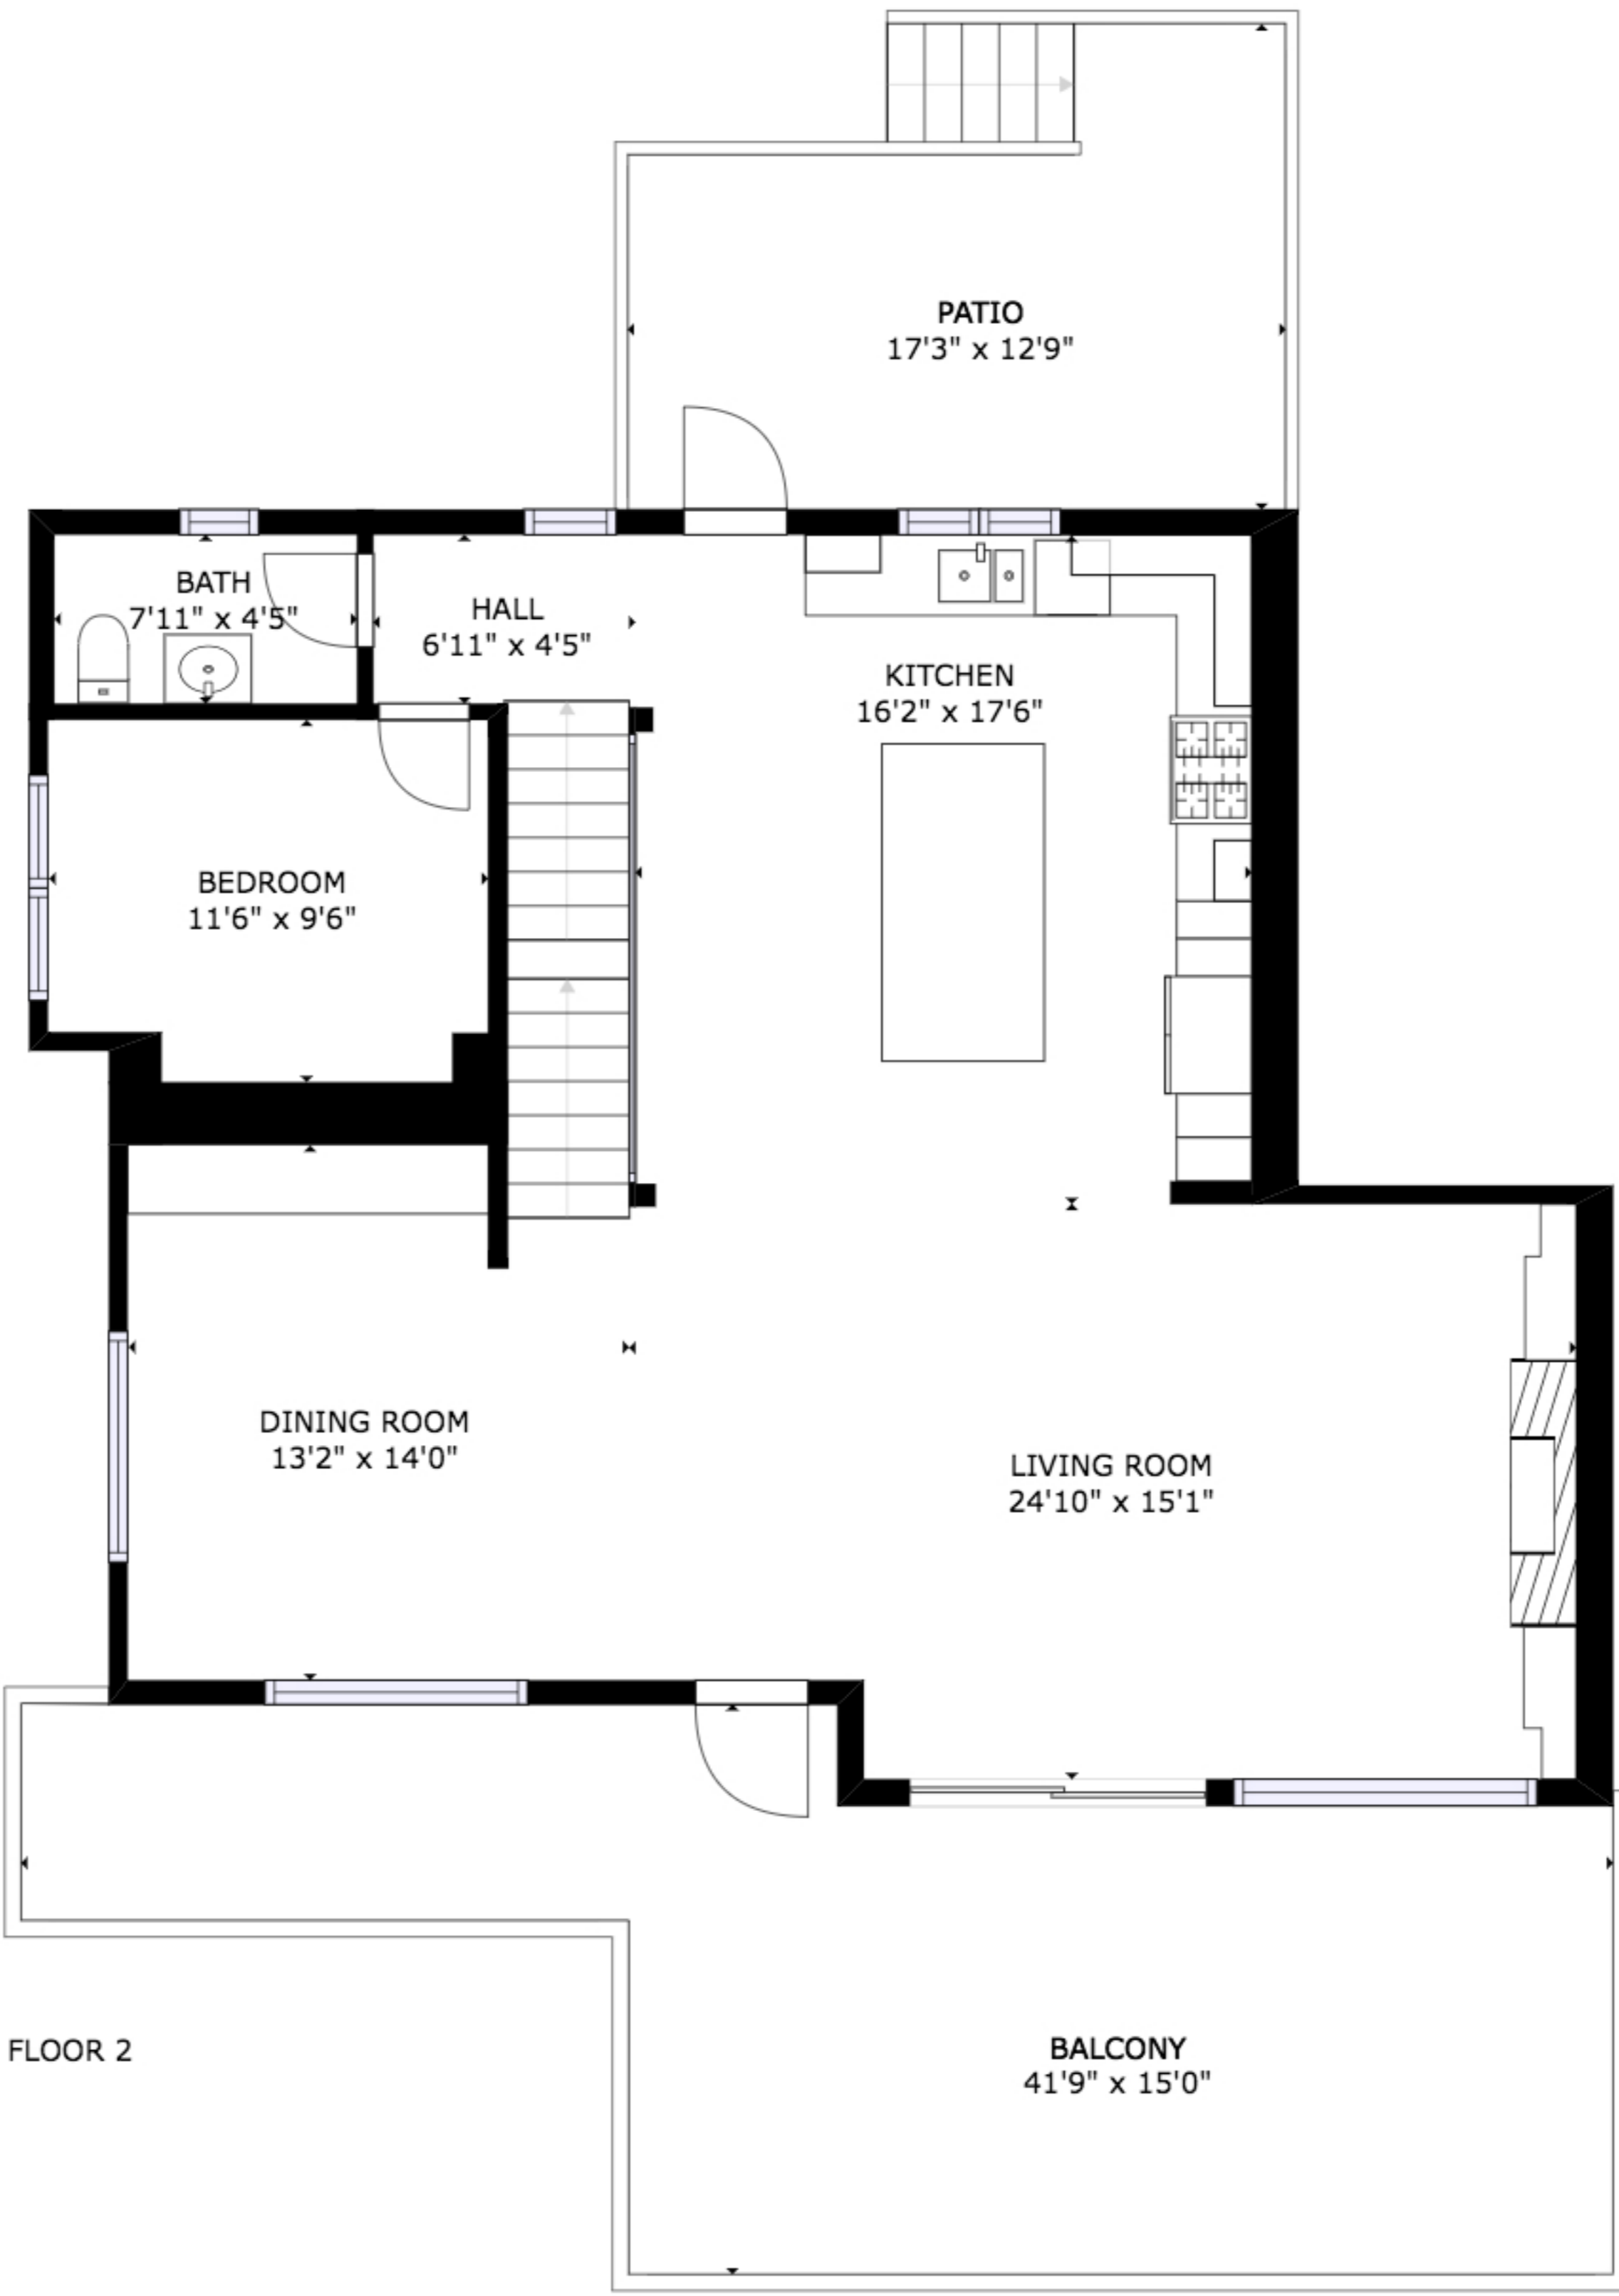 PATIO
17'3" x 12'9"
BATH
7'11" x 4'5"
HALL
6'11" x 4'5"
KITCHEN
16'2" x 17'6"
BEDROOM
11'6" x 9'6"
DINING ROOM
13'2" x 14'0"
LIVING ROOM
24'10" x 15'1"
FLOOR 2
BALCONY
41'9" x 15'0"